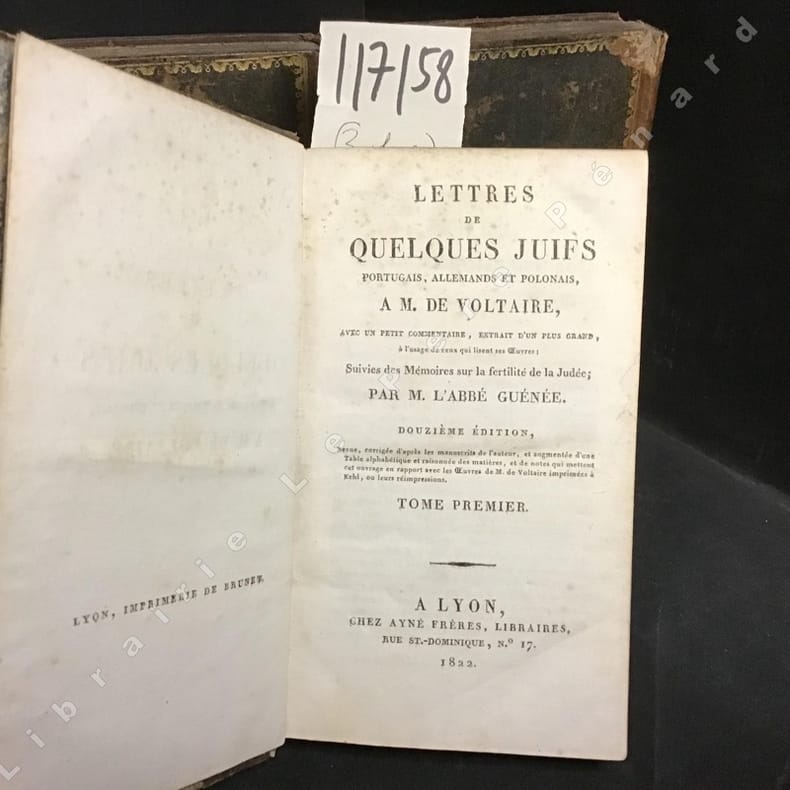 117/58
LETTRES
DE
QUELQUES JUIFS
PORTUGAIS, ALLEMANDS ET POLONAIS,
A M. DE VOLTAIRE,
AVEC UN PETIT COMMENTAIRE, EXTRAIT D'UN PLUS GRAND,
à l'usage de ceux qui lisent ses Œuvres;
Suivies des Mémoires sur la fertilité de la Judée;
PAR M. L'ABBÉ GUÉNÉE.
DOUZIÈME ÉDITION,
Revue, corrigée d'après les manuscrits de l'auteur, et augmentée d'une
Table alphabétique et raisonnée des matières, et de notes qui mettent
cet ouvrage en rapport avec les Œuvres de M. de Voltaire imprimées à
Kehl, ou leurs réimpressions.
TOME PREMIER.
A LYON,
CHEZ AYNÉ FRÈRES, LIBRAIRES,
RUE ST.-DOMINIQUE, N.º 17.
1822.
LYON, IMPRIMERIE DE BRUNET.
Librairie Le Père Pénard